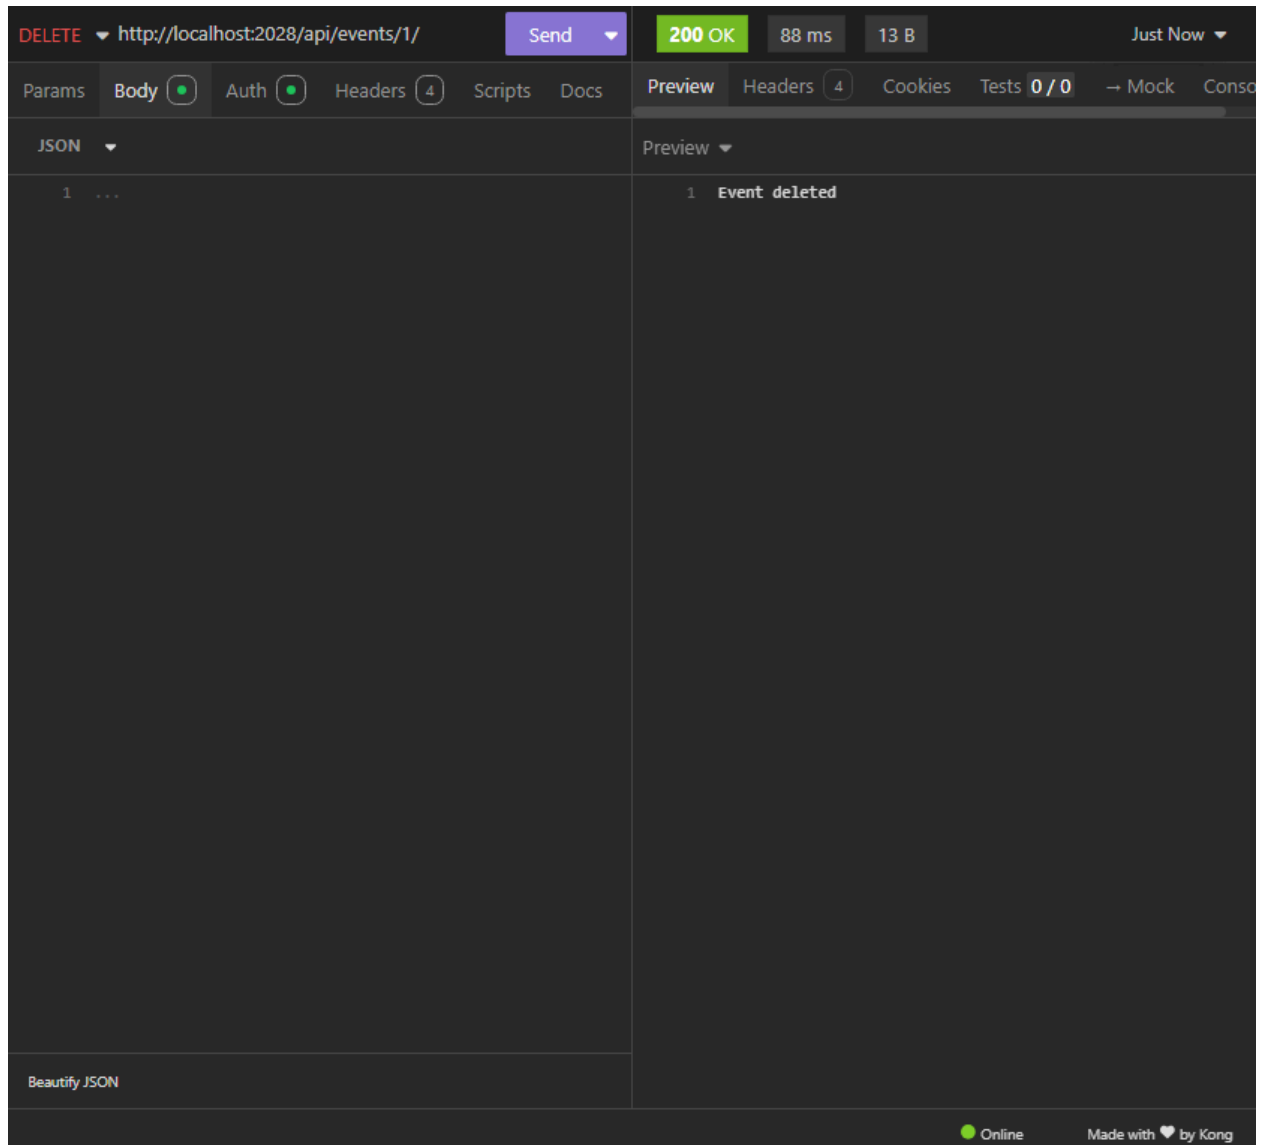 DELETE http://localhost:2028/api/events/1/ Send
200 OK 88 ms 13 B Just Now
Params Body Auth Headers 4 Scripts Docs
Preview Headers 4 Cookies Tests 0 / 0 → Mock Conso
JSON
Preview
1 ...
1 Event deleted
Beautify JSON
Online Made with ♥ by Kong